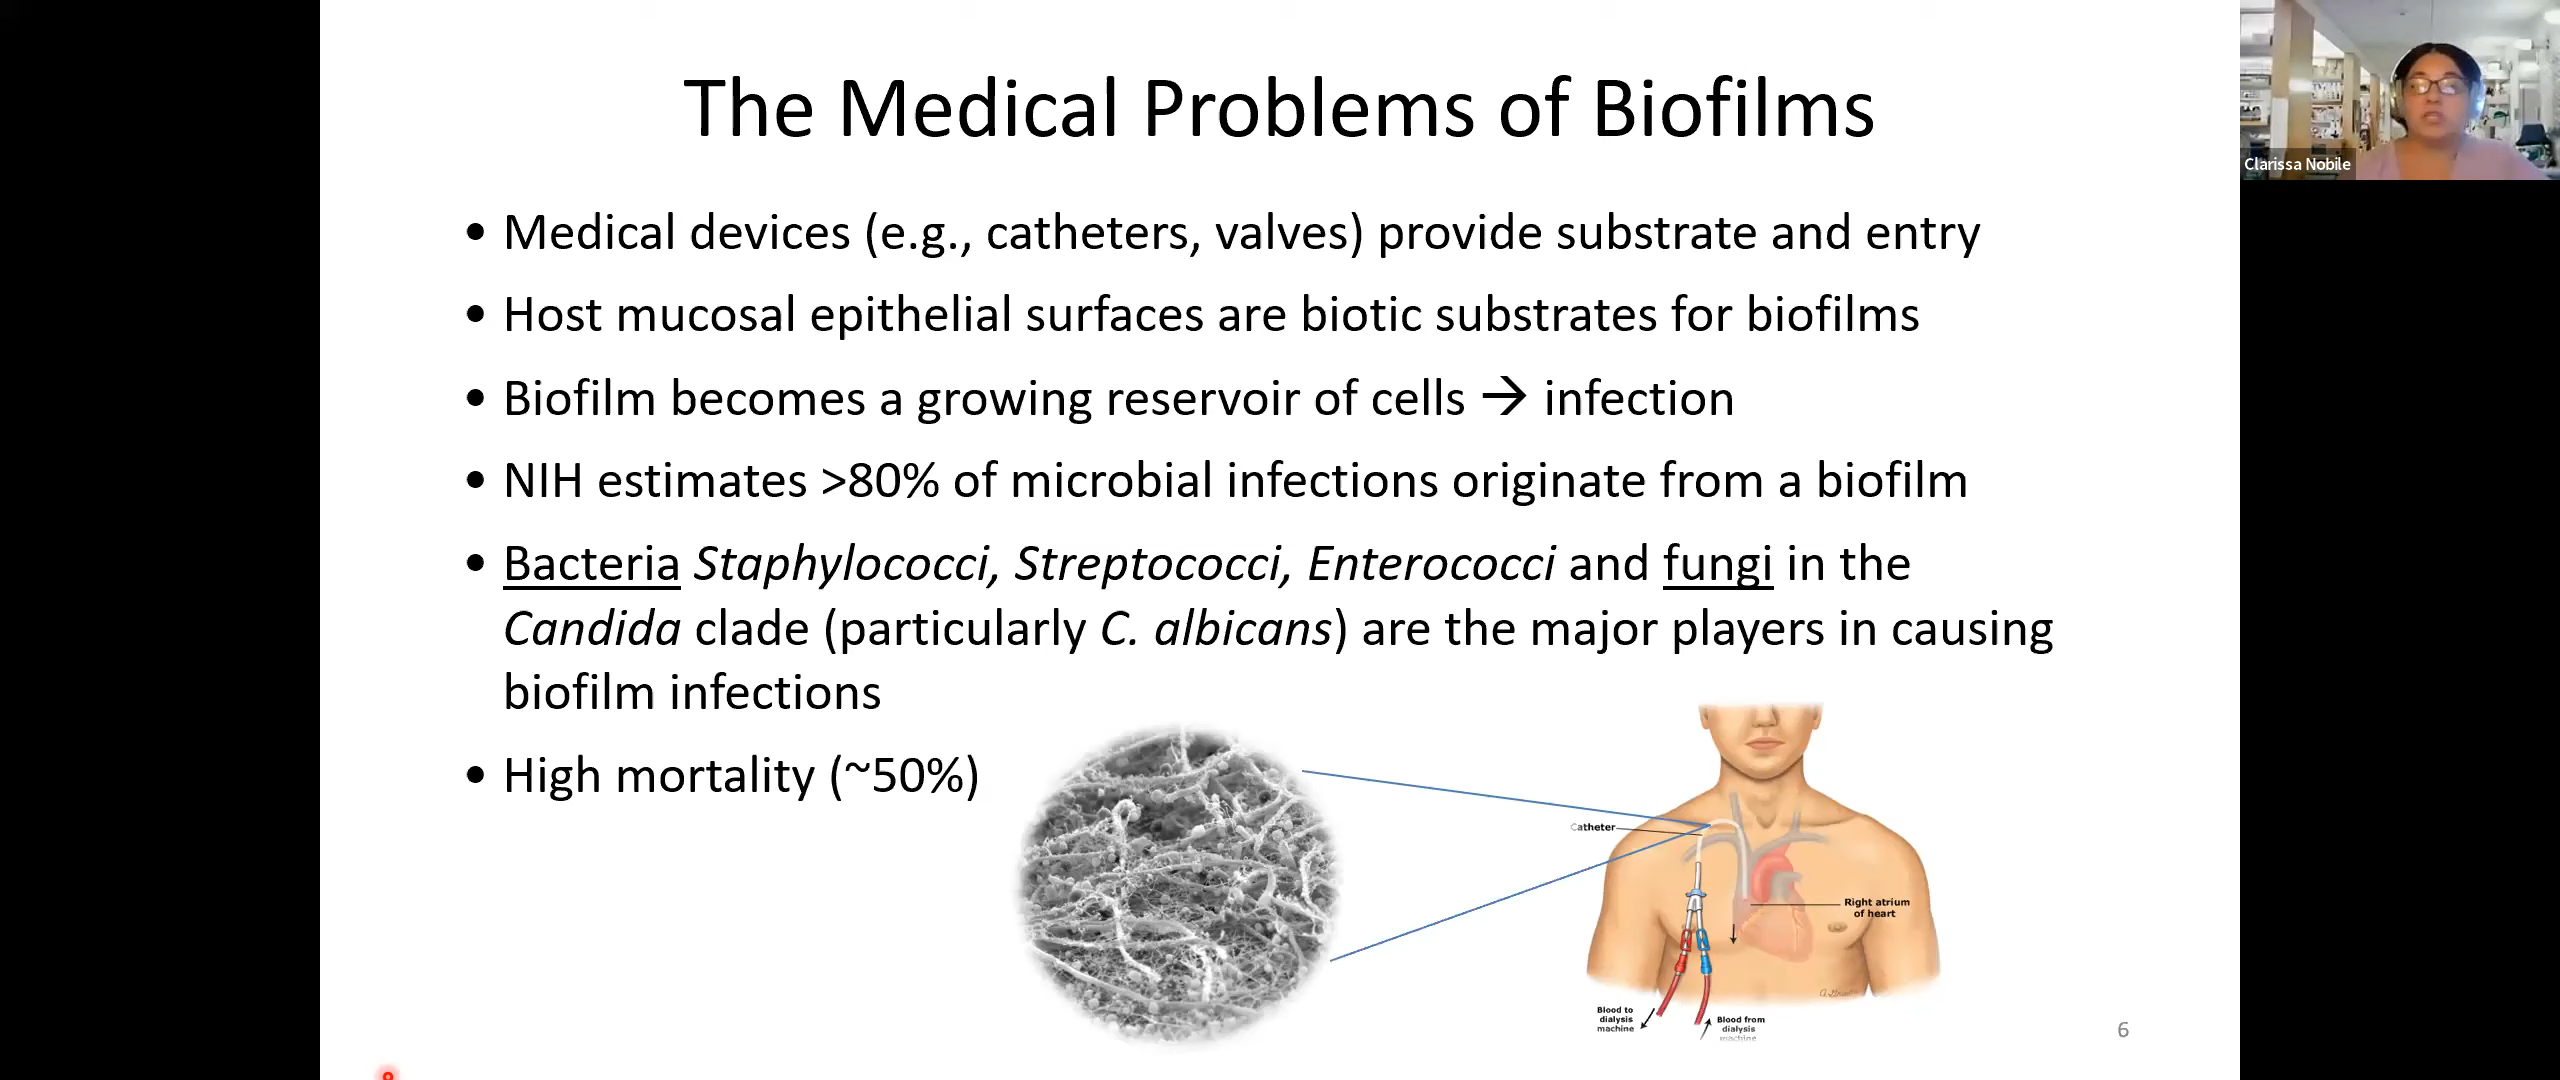 The Medical Problems of Biofilms
Clarissa Nobile
• Medical devices (e.g., catheters, valves) provide substrate and entry
• Host mucosal epithelial surfaces are biotic substrates for biofilms
• Biofilm becomes a growing reservoir of cells → infection
• NIH estimates >80% of microbial infections originate from a biofilm
• Bacteria Staphylococci, Streptococci, Enterococci and fungi in the
Candida clade (particularly C. albicans) are the major players in causing
biofilm infections
• High mortality (~50%)
Catheter
Right atrium
of heart
Blood to
dialysis
machine
Blood from
dialysis
machine
6